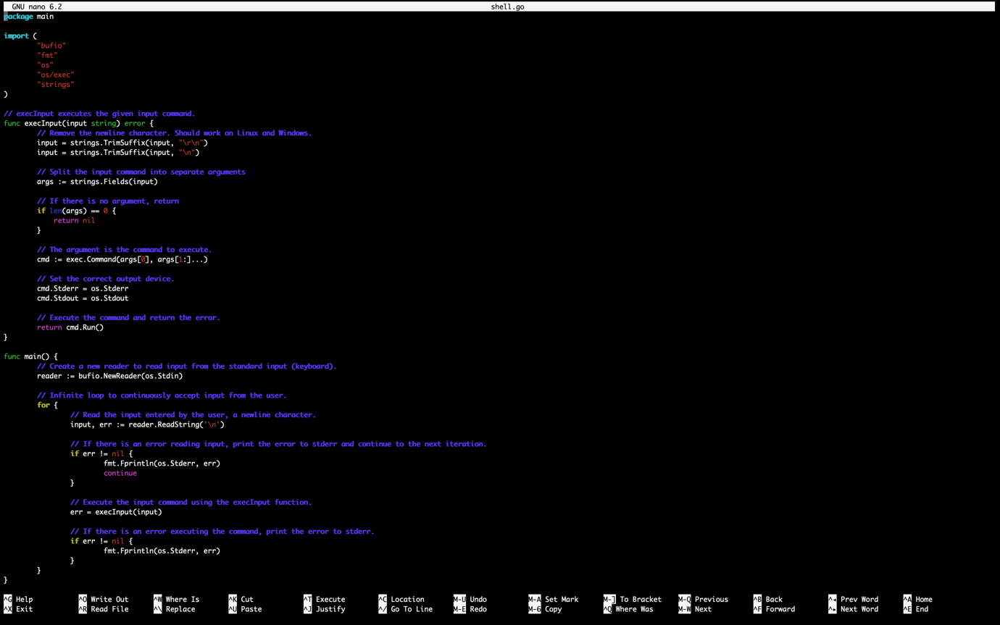 GNU nano 6.2 shell.go
package main

import (
        "bufio"
        "fmt"
        "os"
        "os/exec"
        "strings"
)

// execInput executes the given input command.
func execInput(input string) error {
        // Remove the newline character. Should work on Linux and Windows.
        input = strings.TrimSuffix(input, "\r\n")
        input = strings.TrimSuffix(input, "\n")

        // Split the input command into separate arguments
        args := strings.Fields(input)

        // If there is no argument, return
        if len(args) == 0 {
            return nil
        }

        // The argument is the command to execute.
        cmd := exec.Command(args[0], args[1:]...)

        // Set the correct output device.
        cmd.Stderr = os.Stderr
        cmd.Stdout = os.Stdout

        // Execute the command and return the error.
        return cmd.Run()
}

func main() {
        // Create a new reader to read input from the standard input (keyboard).
        reader := bufio.NewReader(os.Stdin)

        // Infinite loop to continuously accept input from the user.
        for {
                // Read the input entered by the user, a newline character.
                input, err := reader.ReadString('\n')

                // If there is an error reading input, print the error to stderr and continue to the next iteration.
                if err != nil {
                        fmt.Fprintln(os.Stderr, err)
                        continue
                }

                // Execute the input command using the execInput function.
                err = execInput(input)

                // If there is an error executing the command, print the error to stderr.
                if err != nil {
                        fmt.Fprintln(os.Stderr, err)
                }
        }
}
^G Help ^O Write Out ^W Where Is ^K Cut ^T Execute ^C Location M-U Undo M-A Set Mark M-] To Bracket M-Q Previous ^B Back ^◂ Prev Word ^A Home
^X Exit ^R Read File ^\ Replace ^U Paste ^J Justify ^/ Go To Line M-E Redo M-6 Copy ^Q Where Was M-W Next ^F Forward ^▸ Next Word ^E End